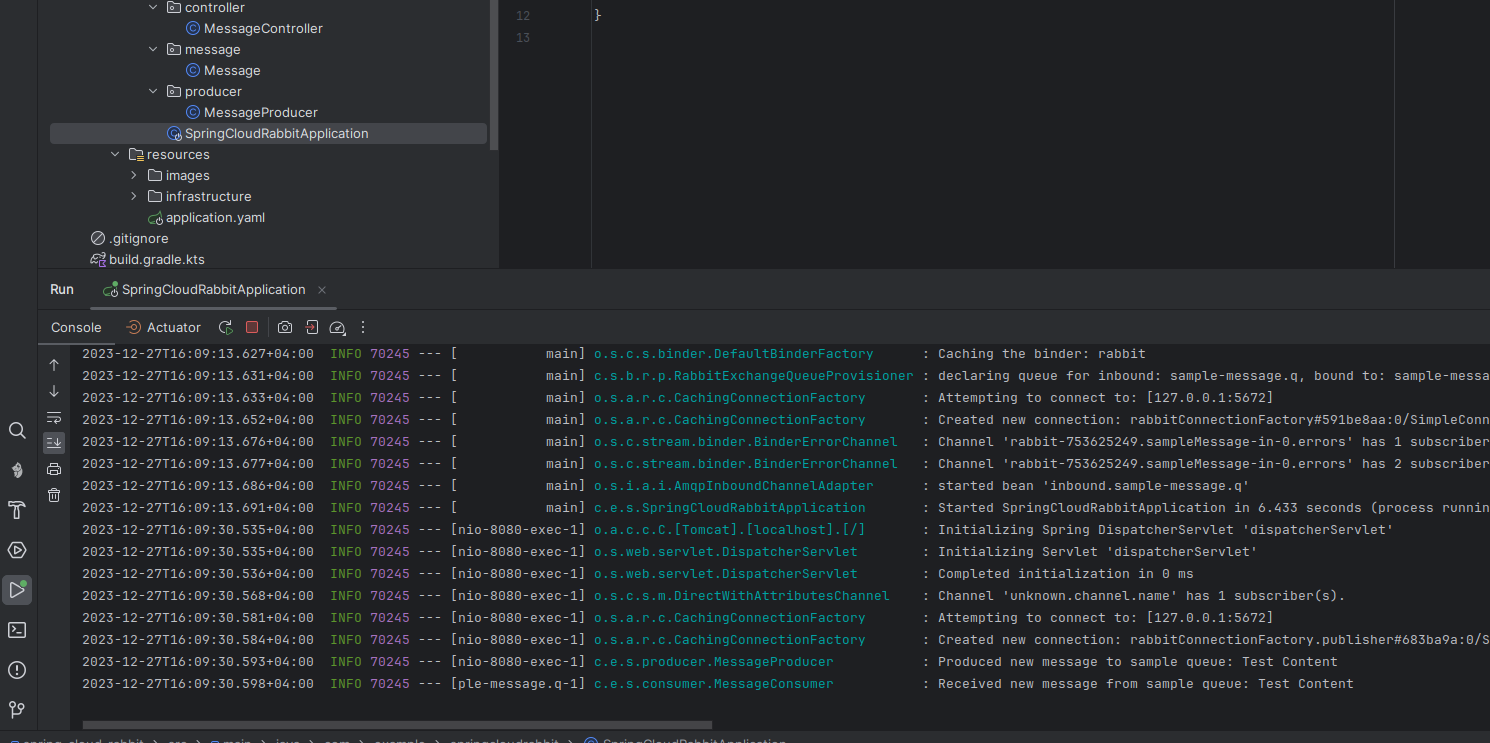 controller
MessageController
message
Message
producer
MessageProducer
SpringCloudRabbitApplication
resources
images
infrastructure
application.yaml
.gitignore
build.gradle.kts
12 }
13
Run SpringCloudRabbitApplication ×
Console Actuator
2023-12-27T16:09:13.627+04:00 INFO 70245 --- [ main] o.s.c.s.binder.DefaultBinderFactory : Caching the binder: rabbit
2023-12-27T16:09:13.631+04:00 INFO 70245 --- [ main] c.s.b.r.p.RabbitExchangeQueueProvisioner : declaring queue for inbound: sample-message.q, bound to: sample-messa
2023-12-27T16:09:13.633+04:00 INFO 70245 --- [ main] o.s.a.r.c.CachingConnectionFactory : Attempting to connect to: [127.0.0.1:5672]
2023-12-27T16:09:13.652+04:00 INFO 70245 --- [ main] o.s.a.r.c.CachingConnectionFactory : Created new connection: rabbitConnectionFactory#591be8aa:0/SimpleConn
2023-12-27T16:09:13.676+04:00 INFO 70245 --- [ main] o.s.c.stream.binder.BinderErrorChannel : Channel 'rabbit-753625249.sampleMessage-in-0.errors' has 1 subscriber
2023-12-27T16:09:13.677+04:00 INFO 70245 --- [ main] o.s.c.stream.binder.BinderErrorChannel : Channel 'rabbit-753625249.sampleMessage-in-0.errors' has 2 subscriber
2023-12-27T16:09:13.686+04:00 INFO 70245 --- [ main] o.s.i.a.i.AmqpInboundChannelAdapter : started bean 'inbound.sample-message.q'
2023-12-27T16:09:13.691+04:00 INFO 70245 --- [ main] c.e.s.SpringCloudRabbitApplication : Started SpringCloudRabbitApplication in 6.433 seconds (process runnin
2023-12-27T16:09:30.535+04:00 INFO 70245 --- [nio-8080-exec-1] o.a.c.c.C.[Tomcat].[localhost].[/] : Initializing Spring DispatcherServlet 'dispatcherServlet'
2023-12-27T16:09:30.535+04:00 INFO 70245 --- [nio-8080-exec-1] o.s.web.servlet.DispatcherServlet : Initializing Servlet 'dispatcherServlet'
2023-12-27T16:09:30.536+04:00 INFO 70245 --- [nio-8080-exec-1] o.s.web.servlet.DispatcherServlet : Completed initialization in 0 ms
2023-12-27T16:09:30.568+04:00 INFO 70245 --- [nio-8080-exec-1] o.s.c.s.m.DirectWithAttributesChannel : Channel 'unknown.channel.name' has 1 subscriber(s).
2023-12-27T16:09:30.581+04:00 INFO 70245 --- [nio-8080-exec-1] o.s.a.r.c.CachingConnectionFactory : Attempting to connect to: [127.0.0.1:5672]
2023-12-27T16:09:30.584+04:00 INFO 70245 --- [nio-8080-exec-1] o.s.a.r.c.CachingConnectionFactory : Created new connection: rabbitConnectionFactory.publisher#683ba9a:0/S
2023-12-27T16:09:30.593+04:00 INFO 70245 --- [nio-8080-exec-1] c.e.s.producer.MessageProducer : Produced new message to sample queue: Test Content
2023-12-27T16:09:30.598+04:00 INFO 70245 --- [ple-message.q-1] c.e.s.consumer.MessageConsumer : Received new message from sample queue: Test Content